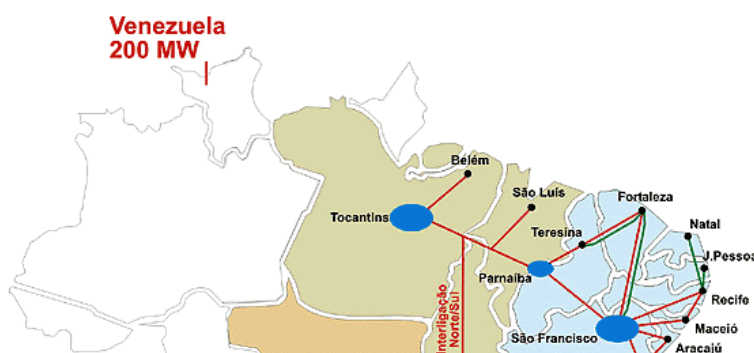 Venezuela
200 MW
Belém
São Luís
Fortaleza
Tocantins
Teresina
Natal
J.Pessoa
Parnaíba
Recife
Interligação
Norte/Sul
São Francisco
Maceió
Aracajú